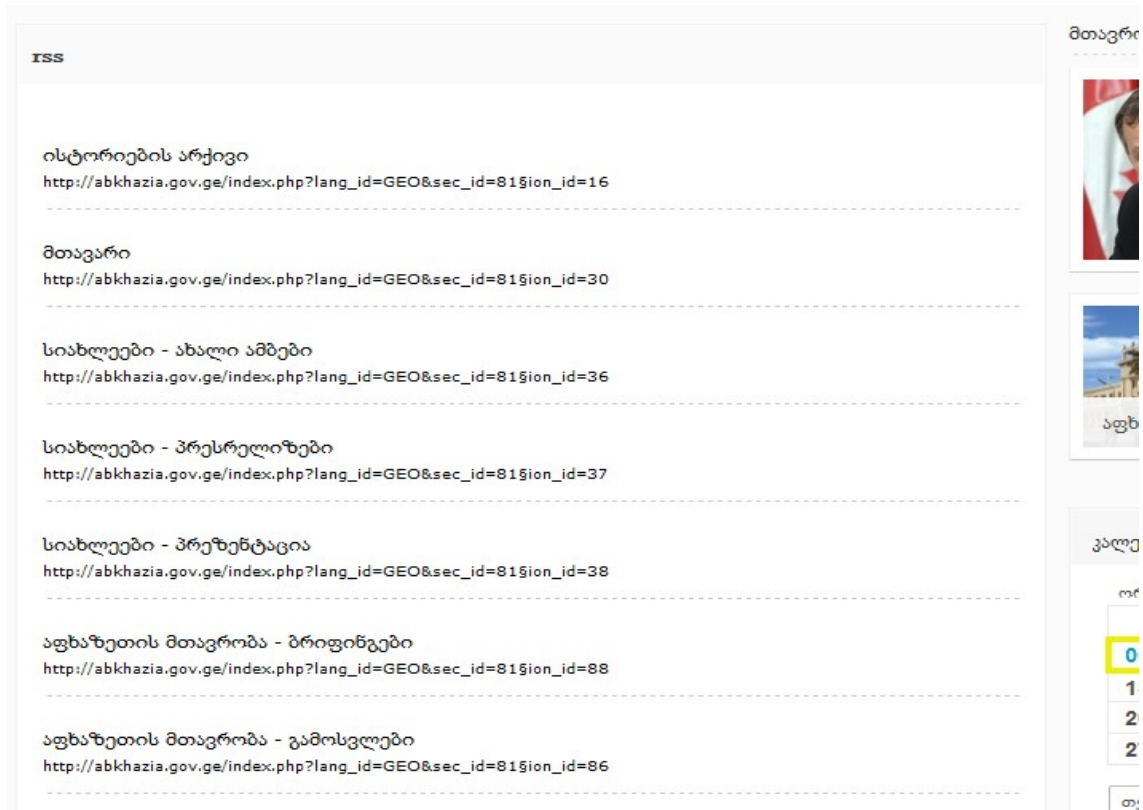 rss
ისტორიების არქივი
http://abkhazia.gov.ge/index.php?lang_id=GEO&sec_id=81§ion_id=16
მთავარი
http://abkhazia.gov.ge/index.php?lang_id=GEO&sec_id=81§ion_id=30
სიახლეები - ახალი ამბები
http://abkhazia.gov.ge/index.php?lang_id=GEO&sec_id=81§ion_id=36
სიახლეები - პრესრელიზები
http://abkhazia.gov.ge/index.php?lang_id=GEO&sec_id=81§ion_id=37
სიახლეები - პრეზენტაცია
http://abkhazia.gov.ge/index.php?lang_id=GEO&sec_id=81§ion_id=38
აფხაზეთის მთავრობა - ბრიფინგები
http://abkhazia.gov.ge/index.php?lang_id=GEO&sec_id=81§ion_id=88
აფხაზეთის მთავრობა - გამოსვლები
http://abkhazia.gov.ge/index.php?lang_id=GEO&sec_id=81§ion_id=86